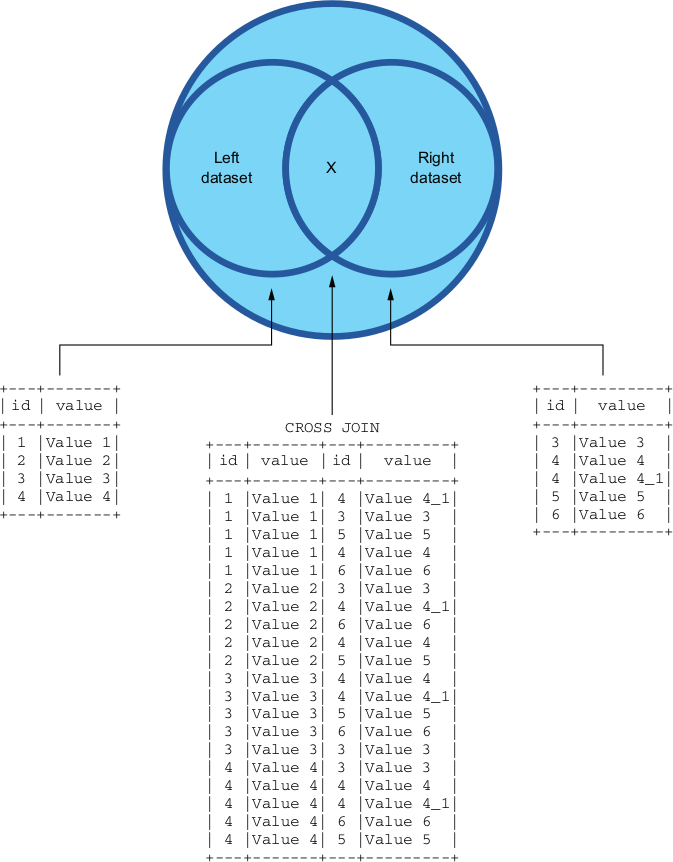 Left
dataset
X
Right
dataset
+---+-------+
| id | value |
+---+-------+
| 1 |Value 1|
| 2 |Value 2|
| 3 |Value 3|
| 4 |Value 4|
+---+-------+
CROSS JOIN
+---+-------+---+---------+
| id | value | id | value |
+---+-------+---+---------+
| 1 |Value 1| 4 |Value 4_1|
| 1 |Value 1| 3 |Value 3 |
| 1 |Value 1| 5 |Value 5 |
| 1 |Value 1| 4 |Value 4 |
| 1 |Value 1| 6 |Value 6 |
| 2 |Value 2| 3 |Value 3 |
| 2 |Value 2| 4 |Value 4_1|
| 2 |Value 2| 6 |Value 6 |
| 2 |Value 2| 4 |Value 4 |
| 2 |Value 2| 5 |Value 5 |
| 3 |Value 3| 4 |Value 4 |
| 3 |Value 3| 4 |Value 4_1|
| 3 |Value 3| 5 |Value 5 |
| 3 |Value 3| 6 |Value 6 |
| 3 |Value 3| 3 |Value 3 |
| 4 |Value 4| 3 |Value 3 |
| 4 |Value 4| 4 |Value 4 |
| 4 |Value 4| 4 |Value 4_1|
| 4 |Value 4| 6 |Value 6 |
| 4 |Value 4| 5 |Value 5 |
+---+-------+---+---------+
+---+---------+
| id | value |
+---+---------+
| 3 |Value 3 |
| 4 |Value 4 |
| 4 |Value 4_1|
| 5 |Value 5 |
| 6 |Value 6 |
+---+---------+